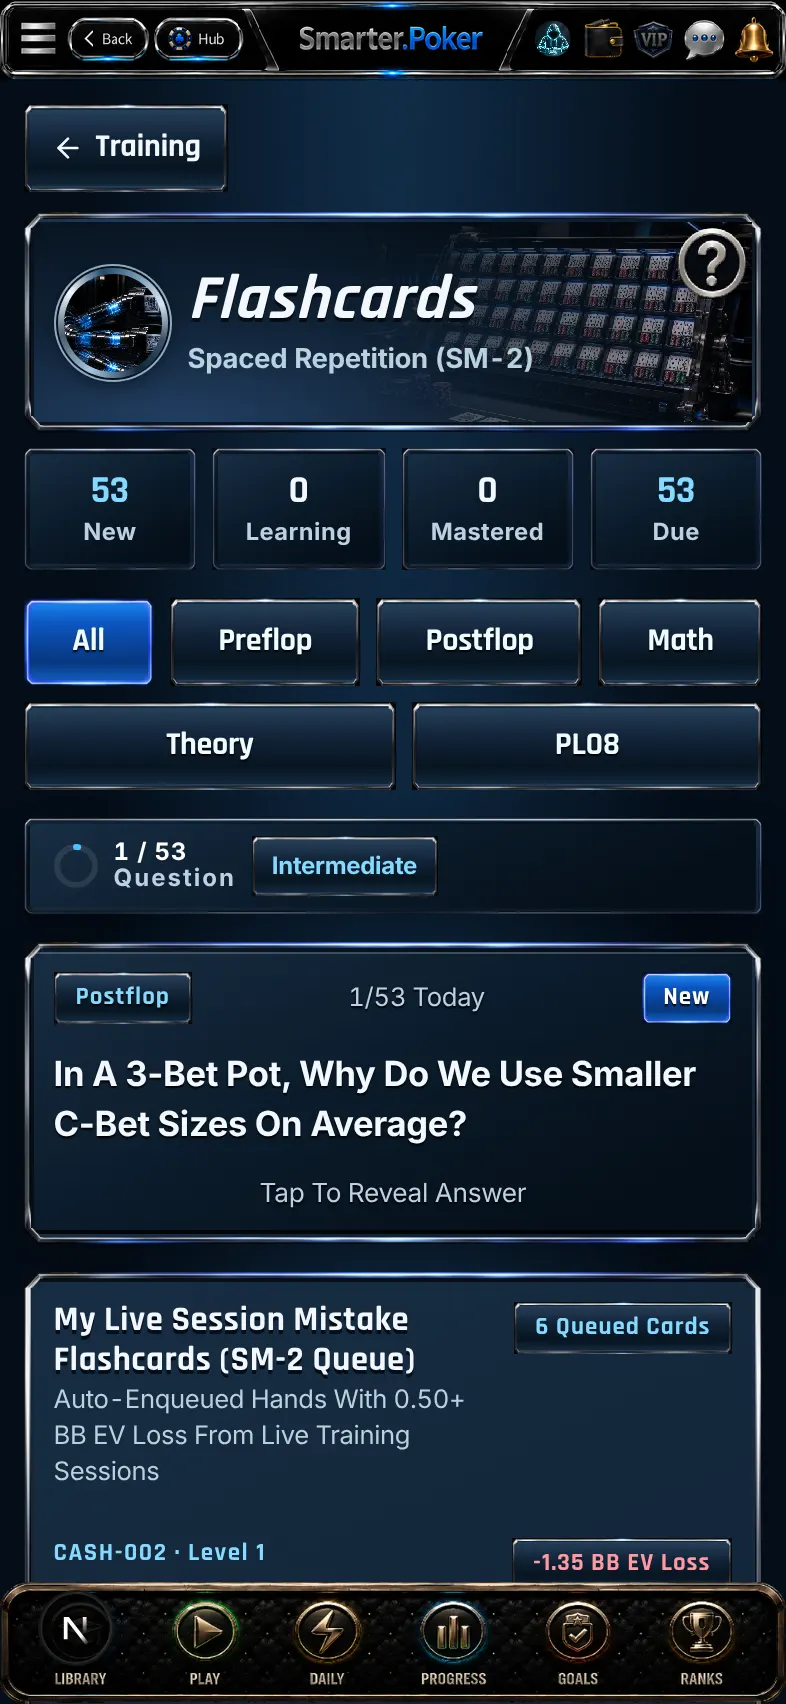 Back
Hub
Smarter.Poker
VIP
Training
?
Flashcards
Spaced Repetition (SM-2)
53
New
0
Learning
0
Mastered
53
Due
All
Preflop
Postflop
Math
Theory
PLO8
1 / 53
Question
Intermediate
Postflop
1/53 Today
New
In A 3-Bet Pot, Why Do We Use Smaller
C-Bet Sizes On Average?
Tap To Reveal Answer
My Live Session Mistake
Flashcards (SM-2 Queue)
6 Queued Cards
Auto-Enqueued Hands With 0.50+
BB EV Loss From Live Training
Sessions
CASH-002 · Level 1
-1.35 BB EV Loss
N
LIBRARY
PLAY
DAILY
PROGRESS
GOALS
RANKS